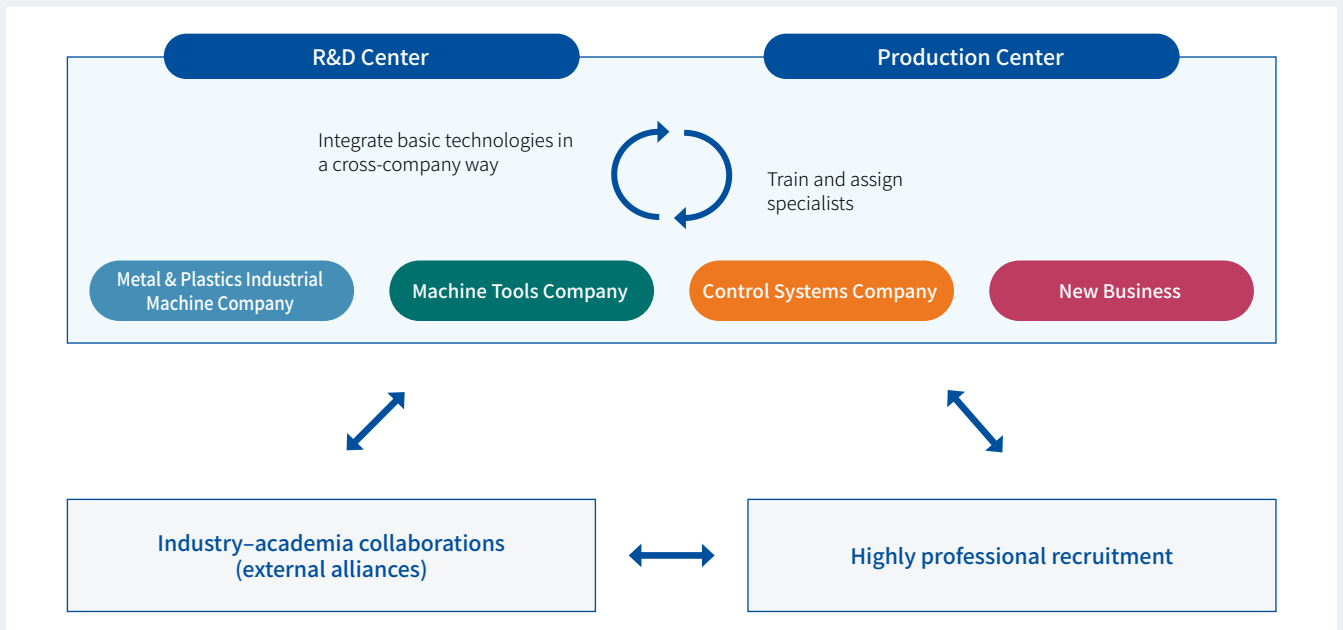 R&D Center
Production Center
Integrate basic technologies in
a cross-company way
Train and assign
specialists
Metal & Plastics Industrial
Machine Company
Machine Tools Company
Control Systems Company
New Business
Industry–academia collaborations
(external alliances)
Highly professional recruitment